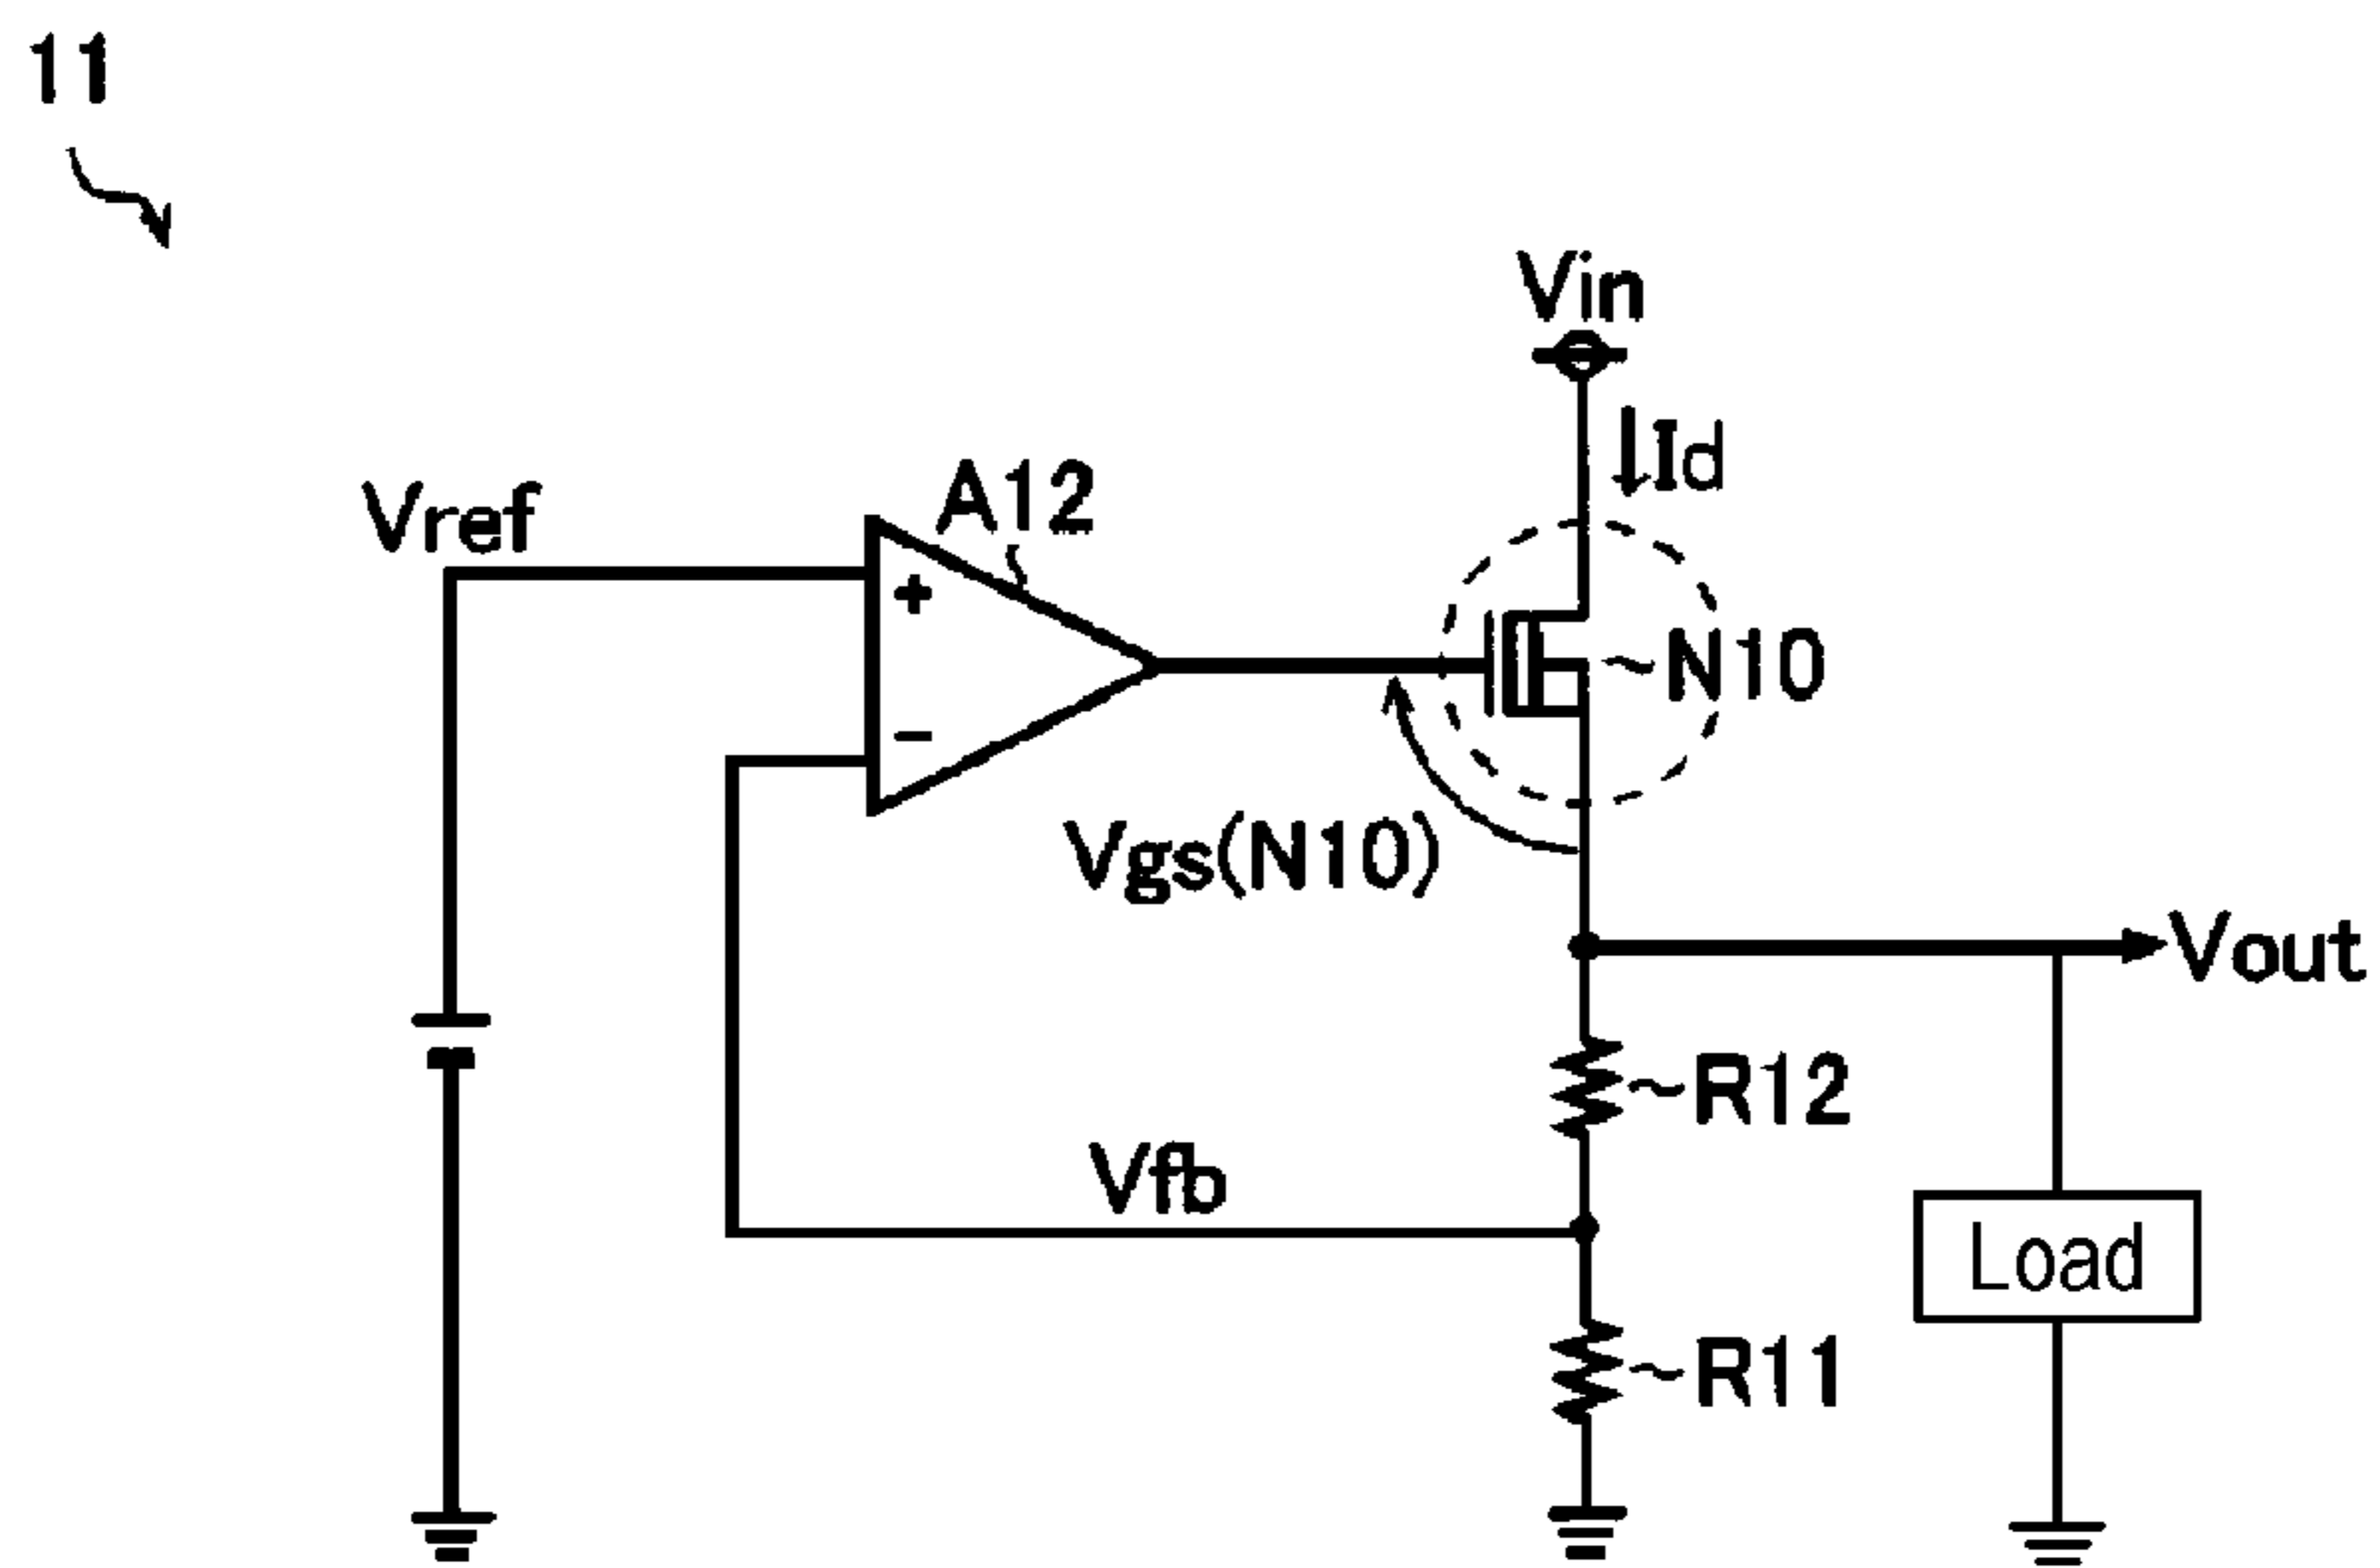 11
Vin
Id
Vref
A12
+
N10
−
Vgs(N10)
Vout
R12
Vfb
Load
R11